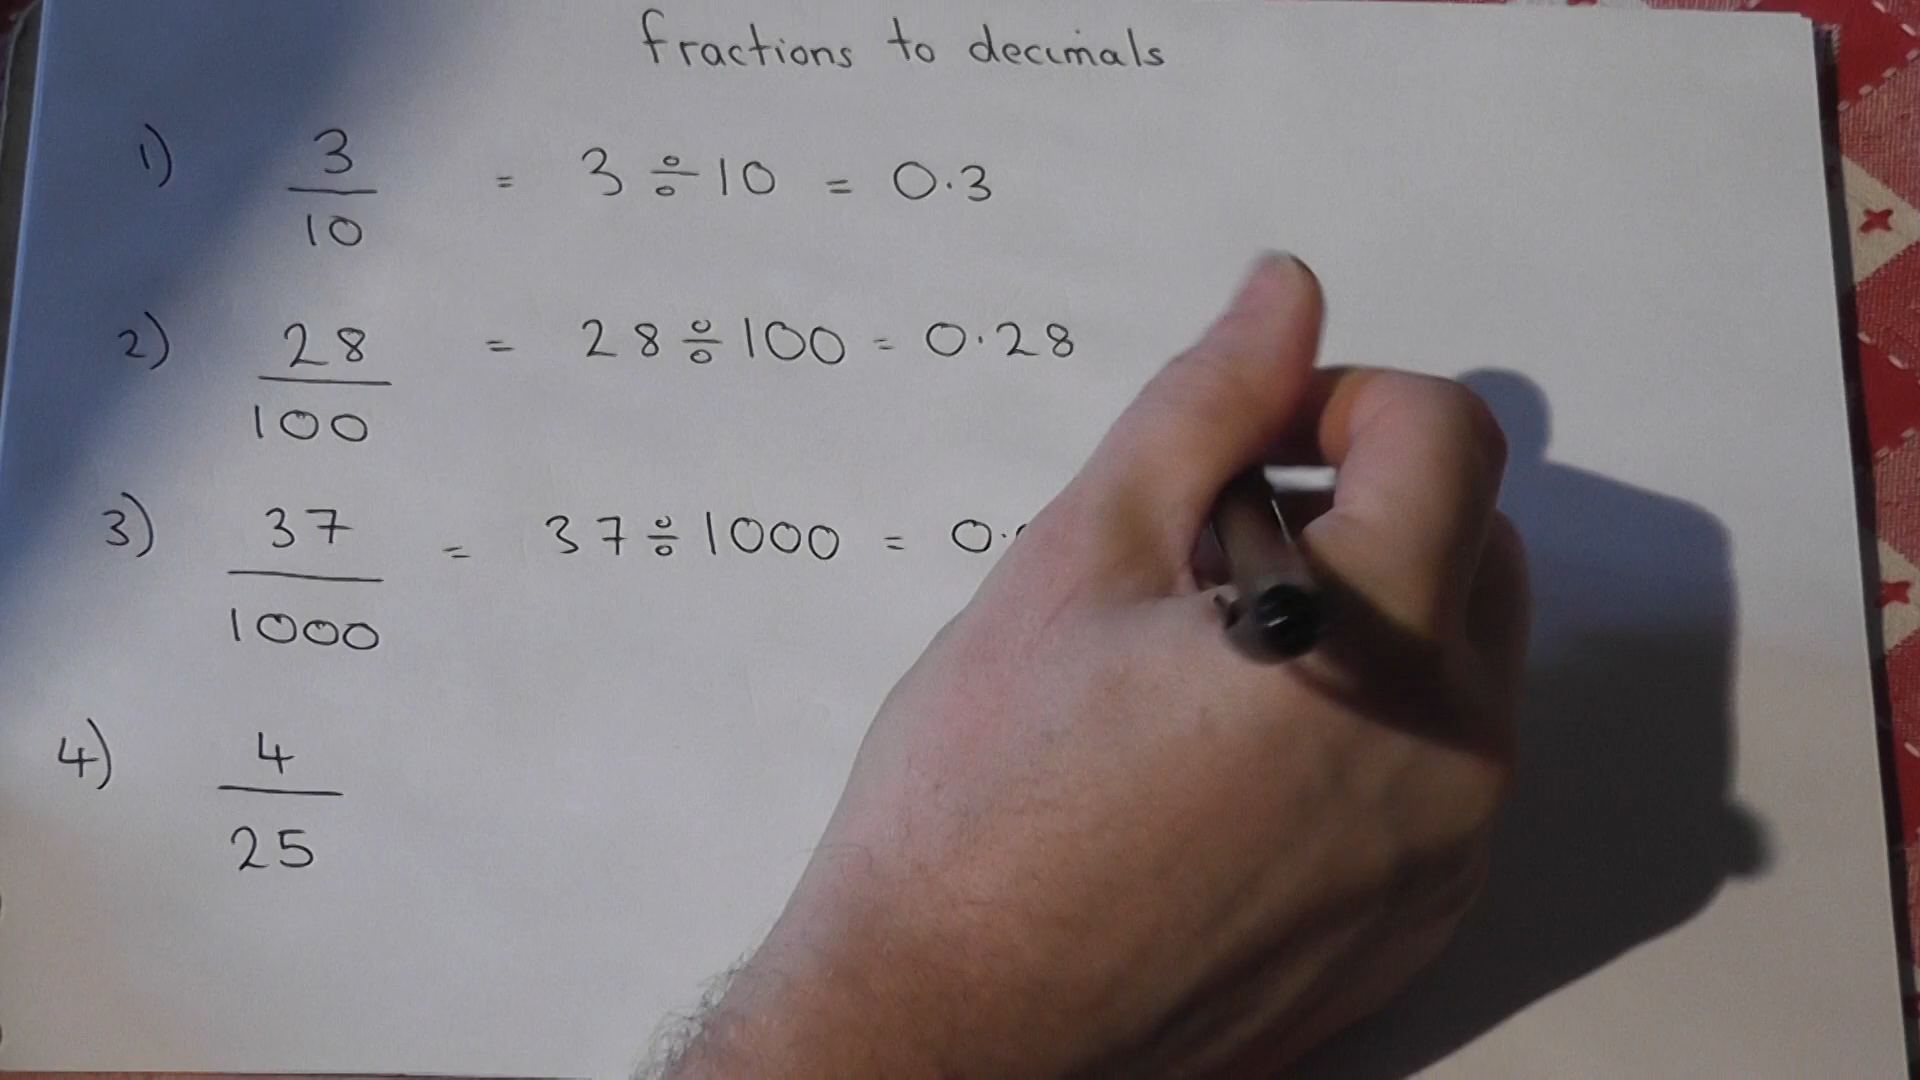 fractions to decimals
1) 3/10 = 3 ÷ 10 = 0.3
2) 28/100 = 28 ÷ 100 = 0.28
3) 37/1000 = 37 ÷ 1000 = 0.
4) 4/25